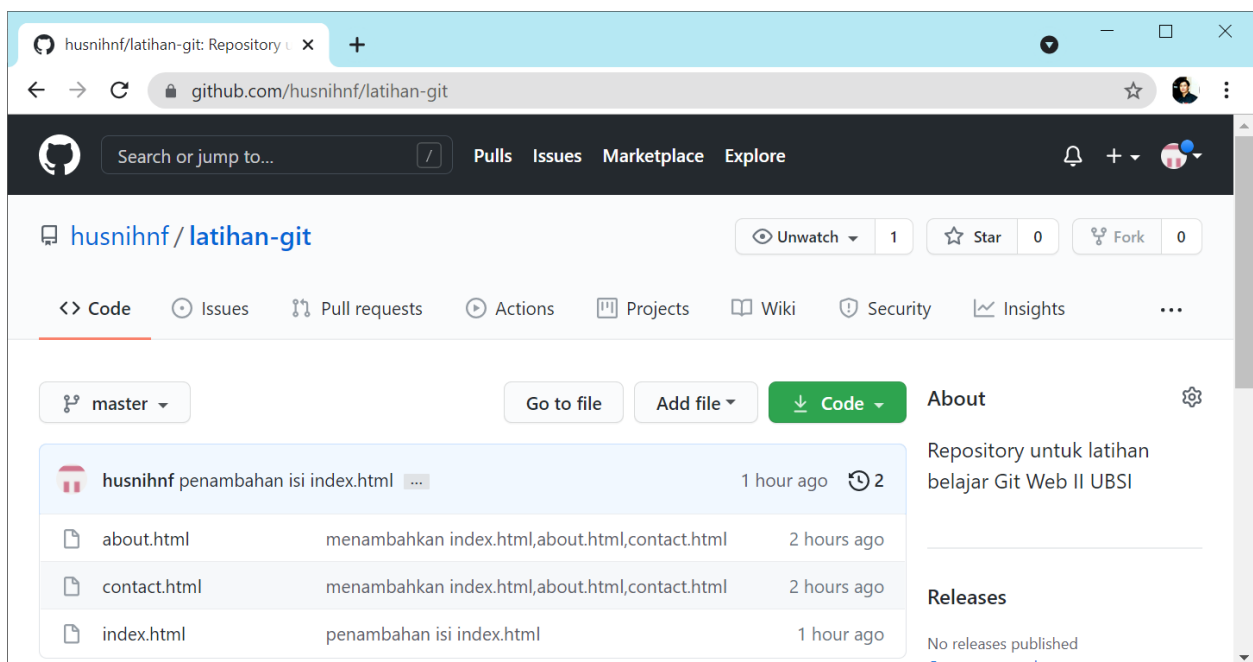 husnihnf/latihan-git: Repository
github.com/husnihnf/latihan-git
Search or jump to... / Pulls Issues Marketplace Explore
husnihnf / latihan-git Unwatch 1 Star 0 Fork 0
Code Issues Pull requests Actions Projects Wiki Security Insights ...
master Go to file Add file Code
About
Repository untuk latihan
belajar Git Web II UBSI
husnihnf penambahan isi index.html ... 1 hour ago 2
about.html menambahkan index.html,about.html,contact.html 2 hours ago
contact.html menambahkan index.html,about.html,contact.html 2 hours ago
index.html penambahan isi index.html 1 hour ago
Releases
No releases published